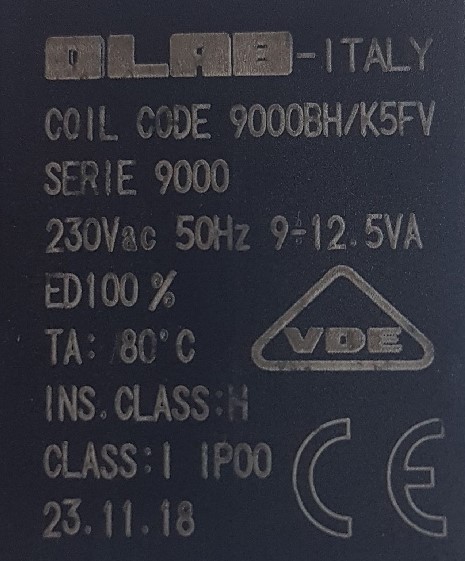 OLAB-ITALY
COIL CODE 9000BH/K5FV
SERIE 9000
230Vac 50Hz 9÷12.5VA
ED100%
TA: 80°C
VDE
INS.CLASS:H
CLASS:I IP00
CE
23.11.18